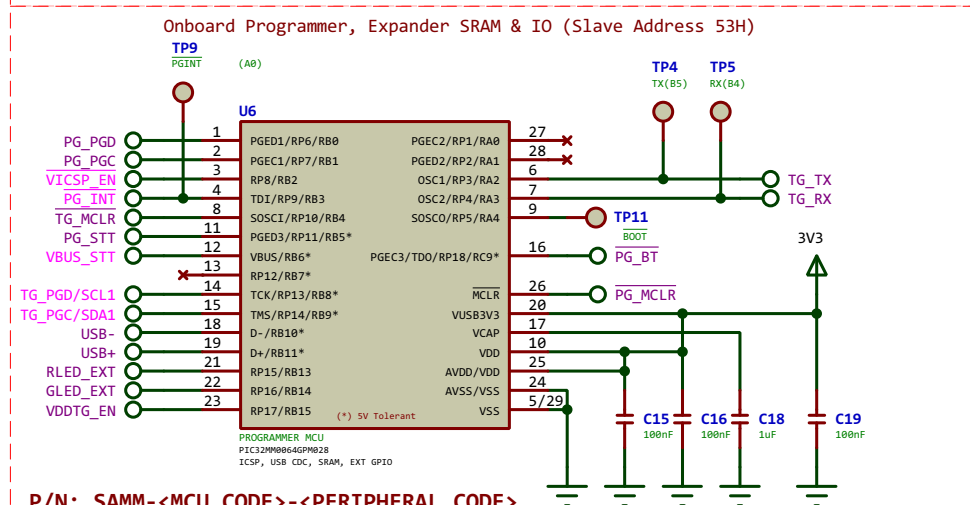 Onboard Programmer, Expander SRAM & IO (Slave Address 53H)
TP9
PGINT (A0)
TP4 TP5
TX(B5) RX(B4)
U6
PG_PGD 1 PGED1/RP6/RB0 PGEC2/RP1/RA0 27
PG_PGC 2 PGEC1/RP7/RB1 PGED2/RP2/RA1 28
VICSP_EN 3 RP8/RB2 OSC1/RP3/RA2 6 TG_TX
PG_INT 4 TDI/RP9/RB3 OSC2/RP4/RA3 7 TG_RX
TG_MCLR 8 SOSCI/RP10/RB4 SOSCO/RP5/RA4 9 TP11
BOOT
PG_STT 11 PGED3/RP11/RB5*
VBUS_STT 12 VBUS/RB6* PGEC3/TDO/RP18/RC9* 16 PG_BT
3V3
13 RP12/RB7*
TG_PGD/SCL1 14 TCK/RP13/RB8* MCLR 26 PG_MCLR
TG_PGC/SDA1 15 TMS/RP14/RB9* VUSB3V3 20
USB- 18 D-/RB10* VCAP 17
USB+ 19 D+/RB11* VDD 10
RLED_EXT 21 RP15/RB13 AVDD/VDD 25
GLED_EXT 22 RP16/RB14 AVSS/VSS 24
VDDTG_EN 23 RP17/RB15 VSS 5/29
(*) 5V Tolerant
C15 C16 C18 C19
100nF 100nF 1uF 100nF
PROGRAMMER MCU
PIC32MM0064GPM028
ICSP, USB CDC, SRAM, EXT GPIO
P/N: SAMM-<MCU CODE>-<PERIPHERAL CODE>